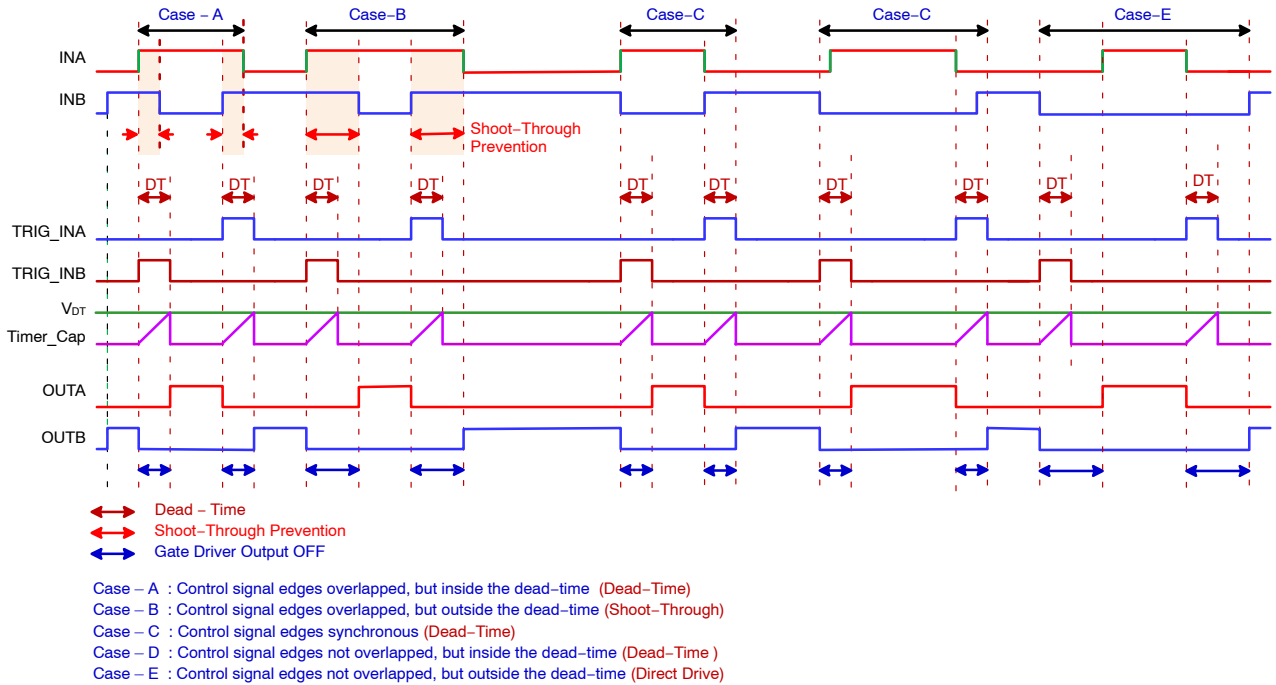 Case – A Case–B Case–C Case–C Case–E
INA
INB
Shoot–Through
Prevention
DT DT DT DT DT DT DT DT DT DT
TRIG_INA
TRIG_INB
VDT
Timer_Cap
OUTA
OUTB
Dead – Time
Shoot–Through Prevention
Gate Driver Output OFF
Case – A : Control signal edges overlapped, but inside the dead–time (Dead–Time)
Case – B : Control signal edges overlapped, but outside the dead–time (Shoot–Through)
Case – C : Control signal edges synchronous (Dead–Time)
Case – D : Control signal edges not overlapped, but inside the dead–time (Dead–Time )
Case – E : Control signal edges not overlapped, but outside the dead–time (Direct Drive)